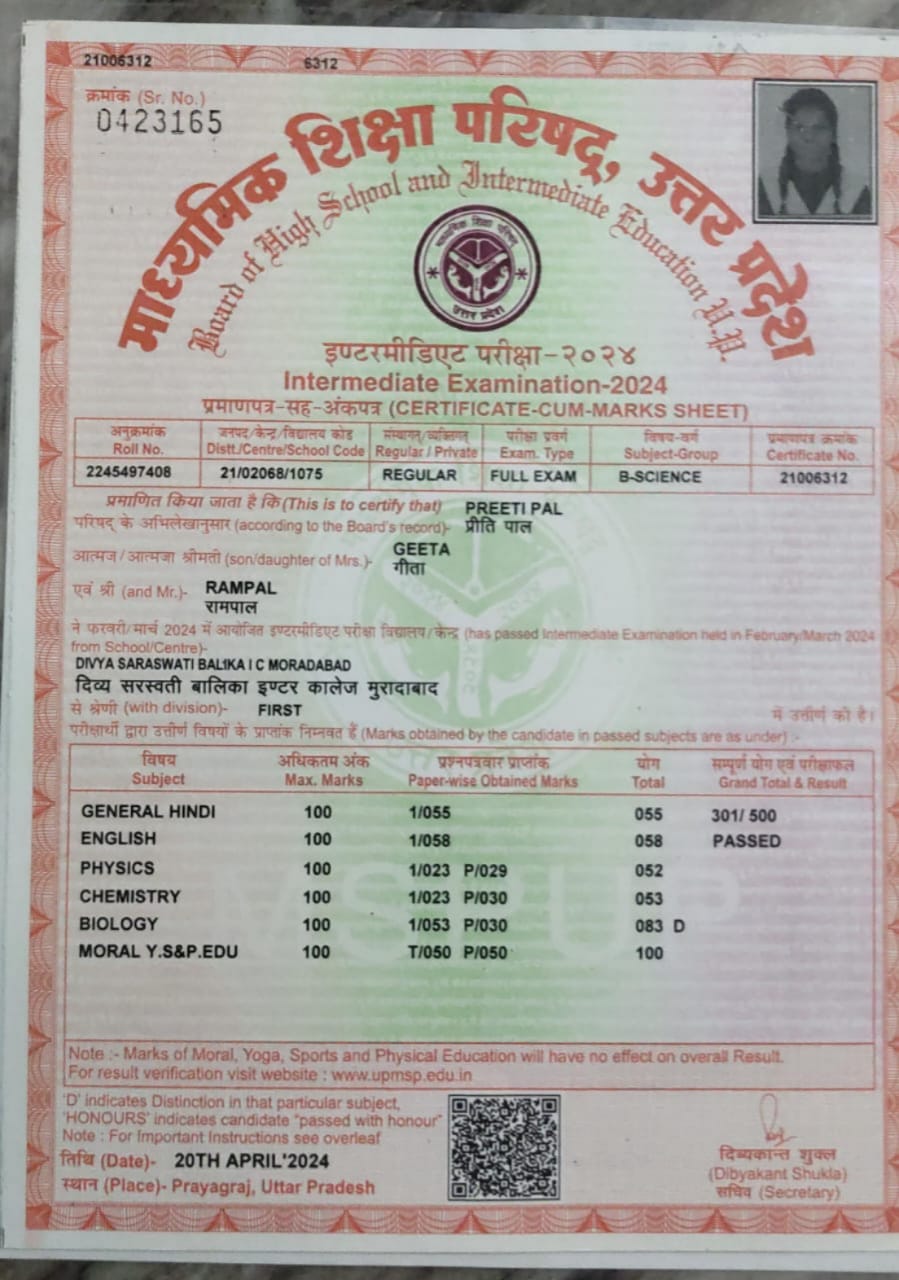 21006312 6312
क्रमांक (Sr. No.)
0423165
माध्यमिक शिक्षा परिषद्, उत्तर प्रदेश
Board of High School and Intermediate Education U.P.
माध्यमिक शिक्षा परिषद्
उत्तर प्रदेश
इण्टरमीडिएट परीक्षा-२०२४
Intermediate Examination-2024
प्रमाणपत्र-सह-अंकपत्र (CERTIFICATE-CUM-MARKS SHEET)
अनुक्रमांक जनपद/केन्द्र/विद्यालय कोड संस्थागत/व्यक्तिगत परीक्षा प्रवर्ग विषय-वर्ग प्रमाणपत्र क्रमांक
Roll No. Distt./Centre/School Code Regular / Private Exam. Type Subject-Group Certificate No.
2245497408 21/02068/1075 REGULAR FULL EXAM B-SCIENCE 21006312
प्रमाणित किया जाता है कि (This is to certify that) PREETI PAL
परिषद् के अभिलेखानुसार (according to the Board's record)- प्रीति पाल
आत्मज/आत्मजा श्रीमती (son/daughter of Mrs.)- GEETA
गीता
एवं श्री (and Mr.)- RAMPAL
रामपाल
ने फरवरी/मार्च 2024 में आयोजित इण्टरमीडिएट परीक्षा विद्यालय/केन्द्र (has passed Intermediate Examination held in February/March 2024
from School/Centre)-
DIVYA SARASWATI BALIKA I C MORADABAD
दिव्य सरस्वती बालिका इण्टर कालेज मुरादाबाद
से श्रेणी (with division)- FIRST में उत्तीर्ण की है।
परीक्षार्थी द्वारा उत्तीर्ण विषयों के प्राप्तांक निम्नवत हैं (Marks obtained by the candidate in passed subjects are as under) :-
विषय अधिकतम अंक प्रश्नपत्रवार प्राप्तांक योग सम्पूर्ण योग एवं परीक्षाफल
Subject Max. Marks Paper-wise Obtained Marks Total Grand Total & Result
GENERAL HINDI 100 1/055 055 301/ 500
ENGLISH 100 1/058 058 PASSED
PHYSICS 100 1/023 P/029 052
CHEMISTRY 100 1/023 P/030 053
BIOLOGY 100 1/053 P/030 083 D
MORAL Y.S&P.EDU 100 T/050 P/050 100
Note :- Marks of Moral, Yoga, Sports and Physical Education will have no effect on overall Result.
For result verification visit website : www.upmsp.edu.in
'D' indicates Distinction in that particular subject,
'HONOURS' indicates candidate "passed with honour"
Note : For Important Instructions see overleaf
तिथि (Date)- 20TH APRIL'2024
स्थान (Place)- Prayagraj, Uttar Pradesh
दिब्यकान्त शुक्ल
(Dibyakant Shukla)
सचिव (Secretary)